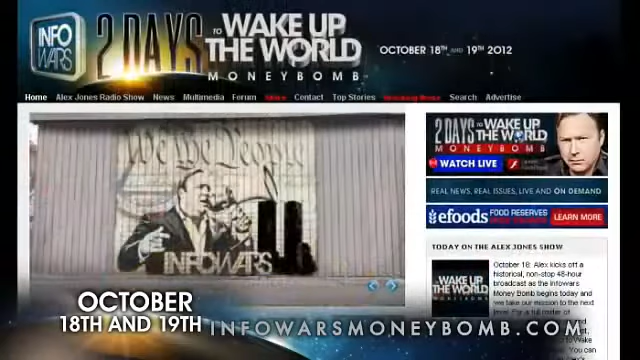 INFO
WARS
2 DAYS
TO WAKE UP
THE WORLD
MONEYBOMB
OCTOBER 18TH AND 19TH 2012
Home Alex Jones Radio Show News Multimedia Forum Contact Top Stories Search Advertise
We The People
INFOWARS
2 DAYS TO WAKE UP
THE WORLD
MONEYBOMB
WATCH LIVE
REAL NEWS, REAL ISSUES, LIVE AND ON DEMAND
efoods FOOD RESERVES
LEARN MORE
TODAY ON THE ALEX JONES SHOW
WAKE UP
THE WORLD
October 18: Alex kicks off a
historical, non-stop 48-hour
broadcast as the Infowars
Money Bomb begins today and
we take our mission to the next
OCTOBER
18TH AND 19TH
INFOWARSMONEYBOMB.COM